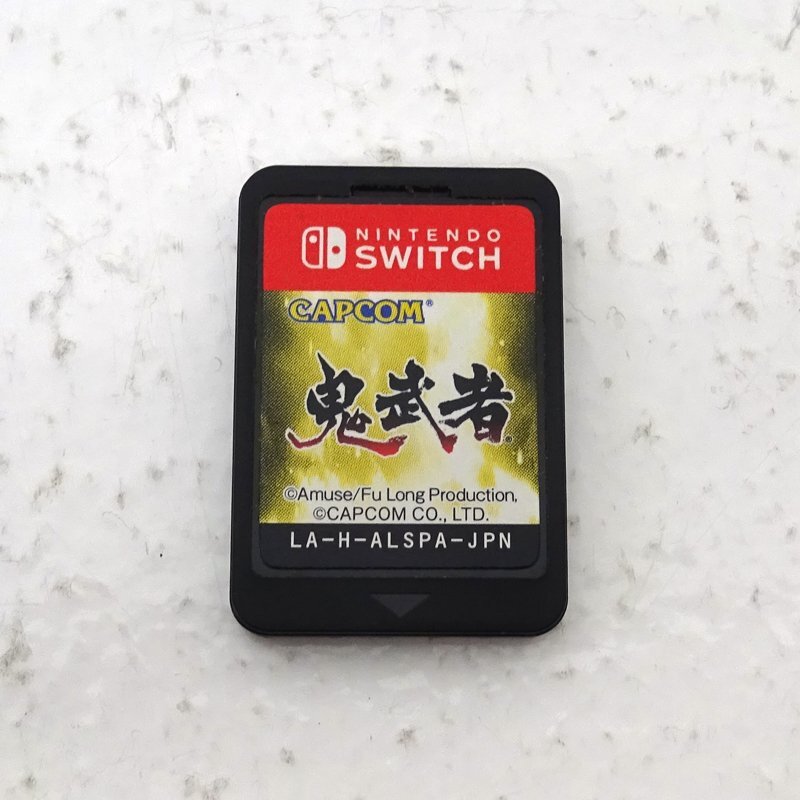 NINTENDO
SWITCH
CAPCOM®
鬼武者
©Amuse/Fu Long Production,
©CAPCOM CO., LTD.
LA-H-ALSPA-JPN